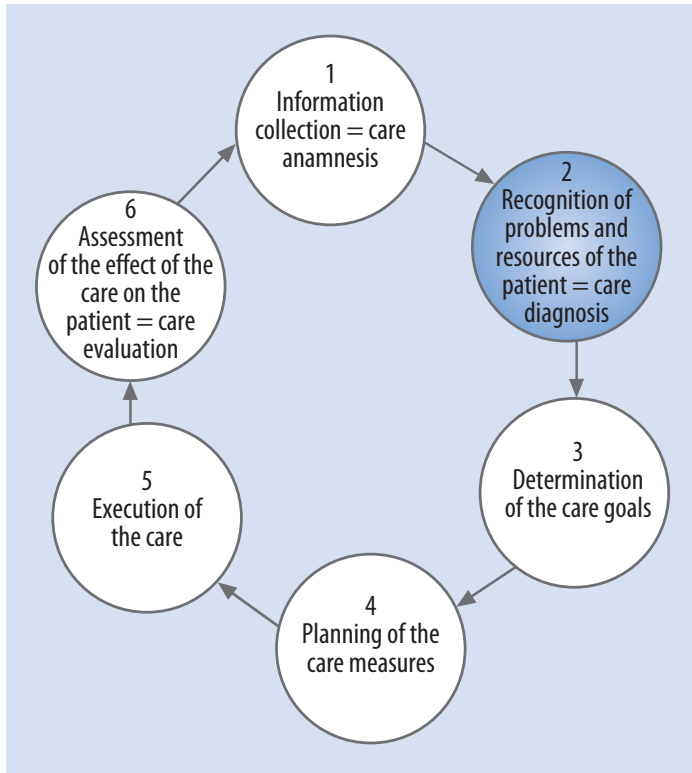 1
Information
collection = care
anamnesis
2
Recognition of
problems and
resources of the
patient = care
diagnosis
3
Determination
of the care goals
4
Planning of the
care measures
5
Execution of
the care
6
Assessment
of the effect of the
care on the
patient = care
evaluation